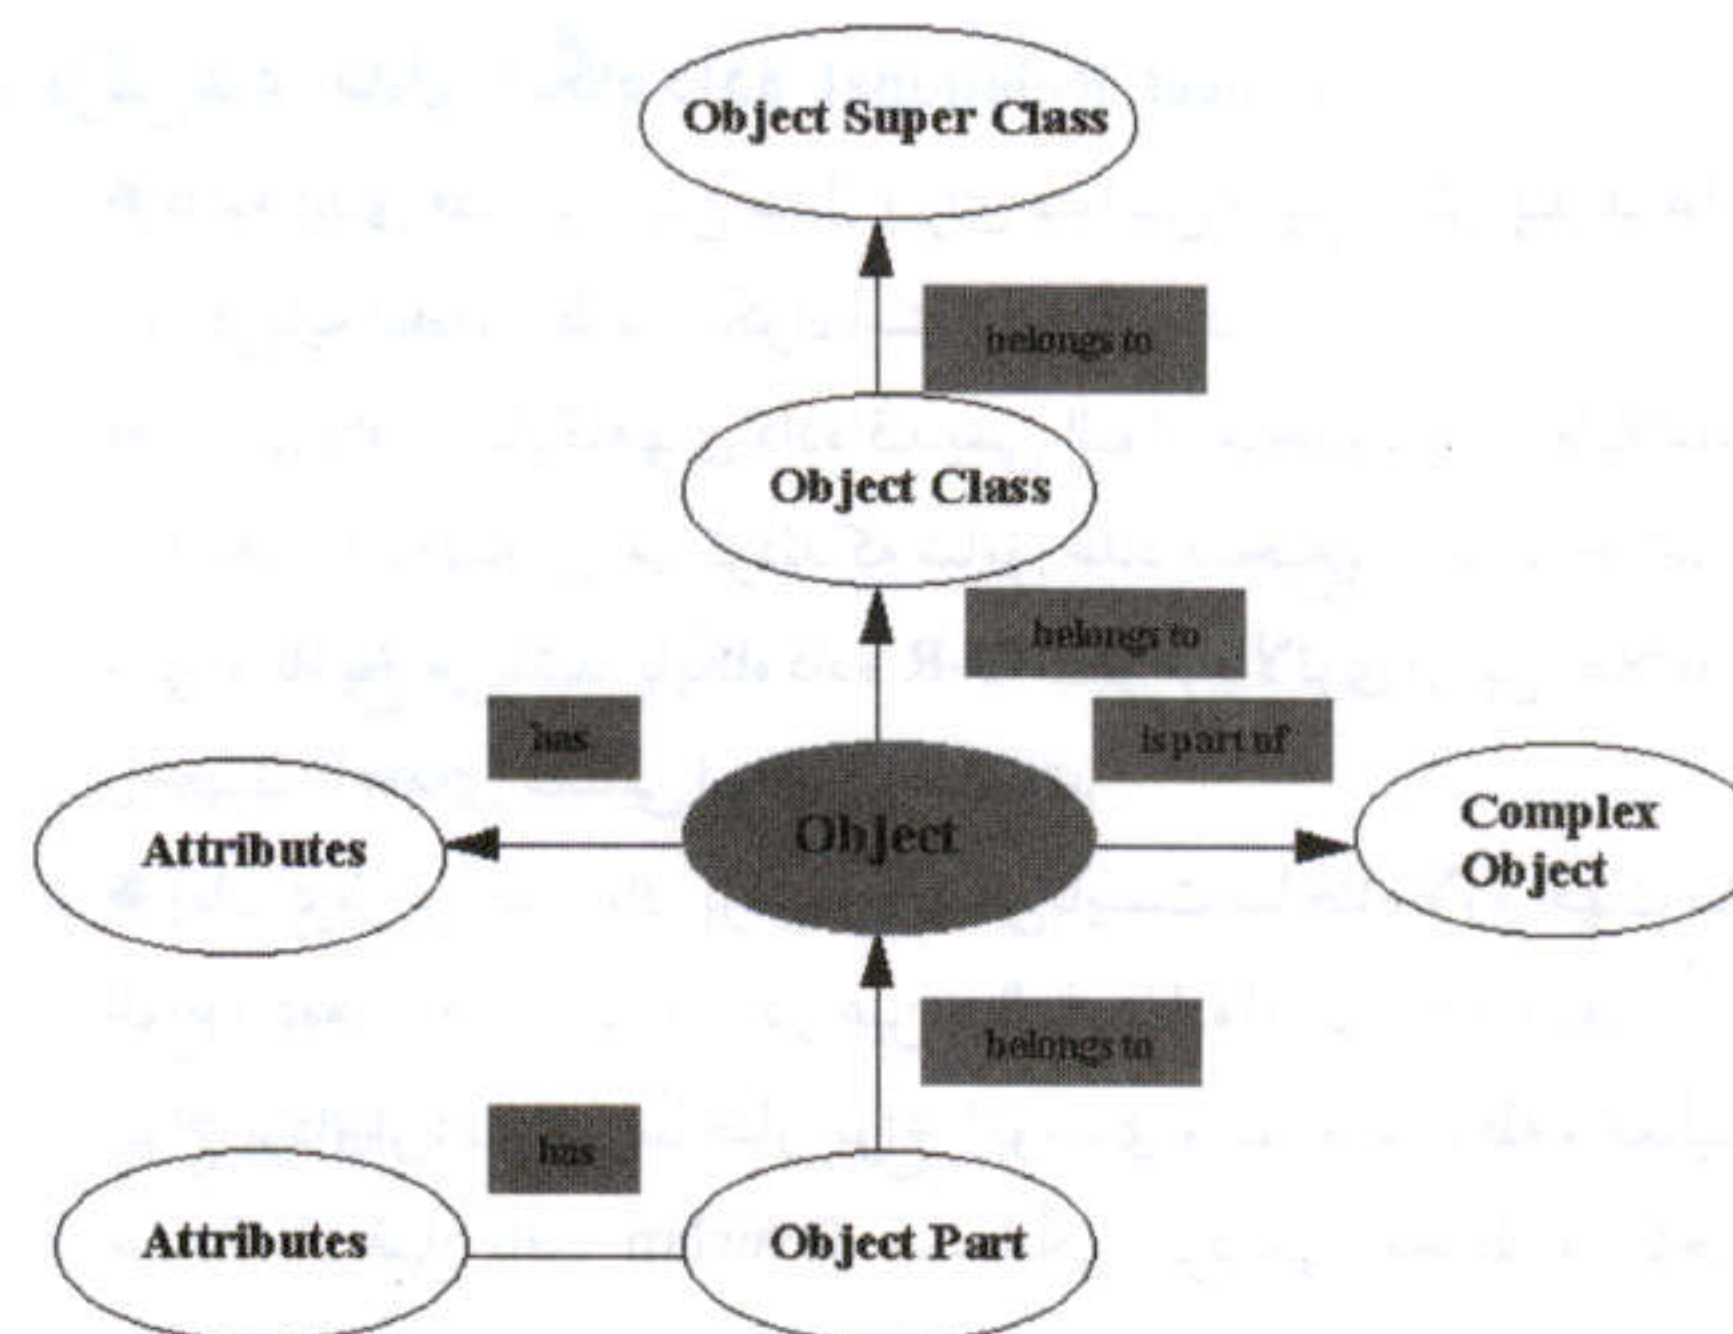 Object Super Class
belongs to
Object Class
belongs to
has
is part of
Attributes
Object
Complex
Object
belongs to
has
Attributes
Object Part